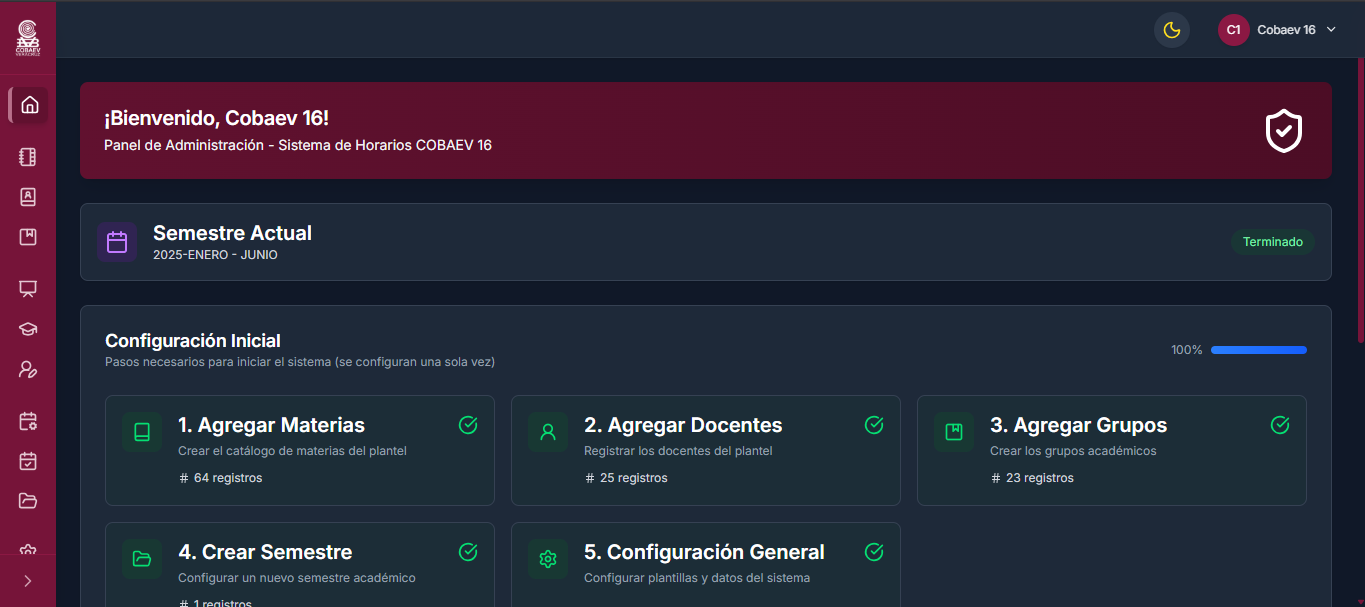 COBAEV
VERACRUZ
C1 Cobaev 16
¡Bienvenido, Cobaev 16!
Panel de Administración - Sistema de Horarios COBAEV 16
Semestre Actual
2025-ENERO - JUNIO
Terminado
Configuración Inicial
Pasos necesarios para iniciar el sistema (se configuran una sola vez)
100%
1. Agregar Materias
Crear el catálogo de materias del plantel
# 64 registros
2. Agregar Docentes
Registrar los docentes del plantel
# 25 registros
3. Agregar Grupos
Crear los grupos académicos
# 23 registros
4. Crear Semestre
Configurar un nuevo semestre académico
# 1 registros
5. Configuración General
Configurar plantillas y datos del sistema